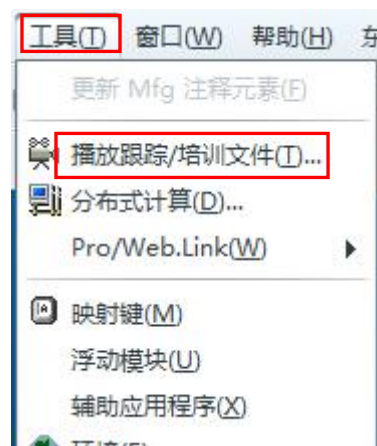 工具(T) 窗口(W) 帮助(H)
更新 Mfg 注释元素(F)
播放跟踪/培训文件(T)...
分布式计算(D)...
Pro/Web.Link(W)
映射键(M)
浮动模块(U)
辅助应用程序(X)